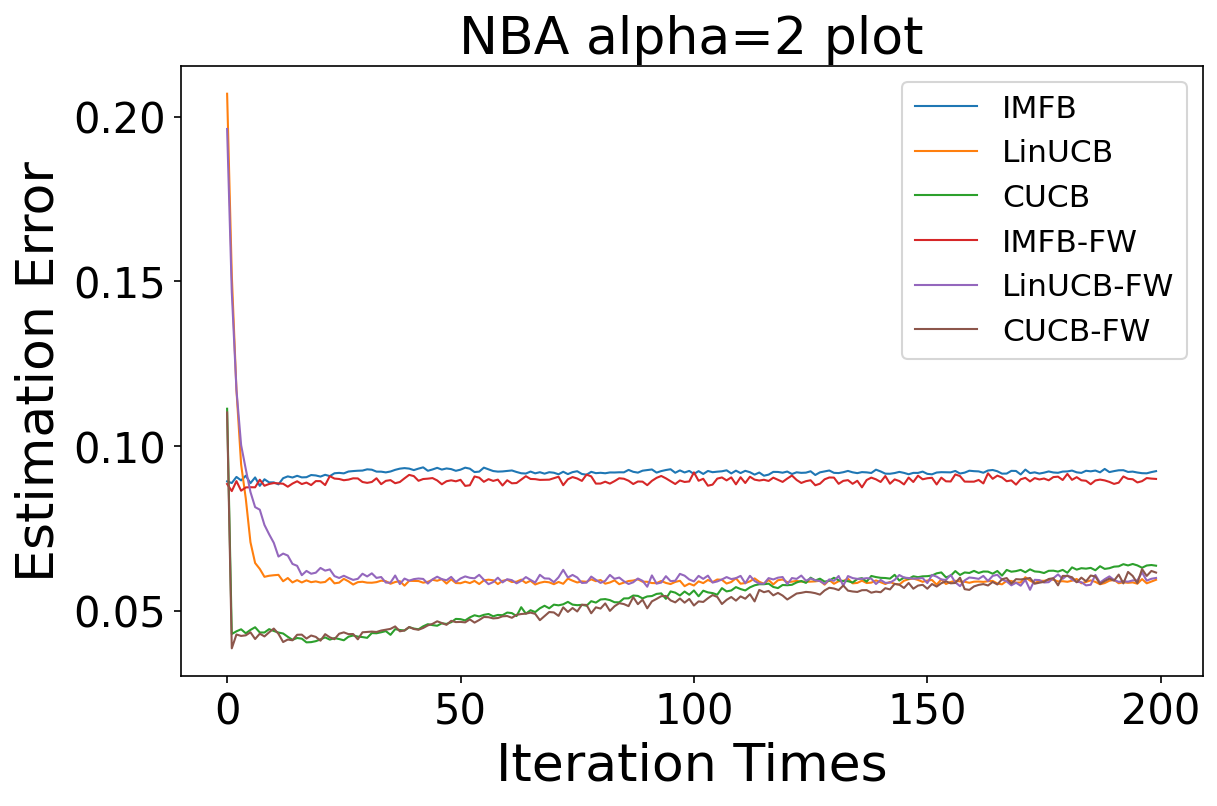 NBA alpha=2 plot
Estimation Error
0.20
0.15
0.10
0.05
IMFB
LinUCB
CUCB
IMFB-FW
LinUCB-FW
CUCB-FW
0
50
100
150
200
Iteration Times